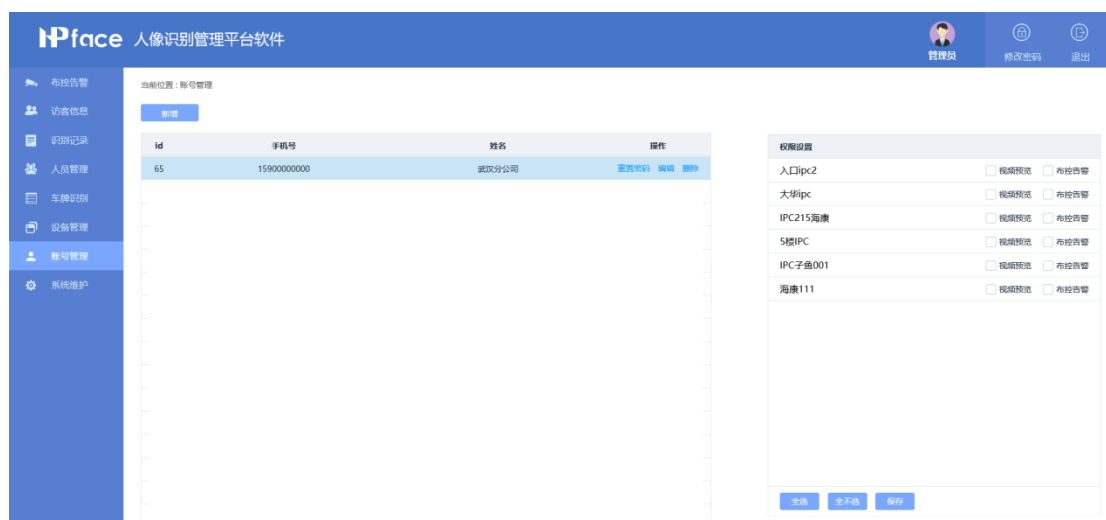 HPface 人像识别管理平台软件
管理员 修改密码 退出
布控告警
访客信息
识别记录
人员管理
车牌识别
设备管理
账号管理
系统维护
当前位置：账号管理
新增
id 手机号 姓名 操作
65 15900000000 武汉分公司 重置密码 编辑 删除
权限设置
入口ipc2 视频预览 布控告警
大华ipc 视频预览 布控告警
IPC215海康 视频预览 布控告警
5楼IPC 视频预览 布控告警
IPC子鱼001 视频预览 布控告警
海康111 视频预览 布控告警
全选 全不选 保存